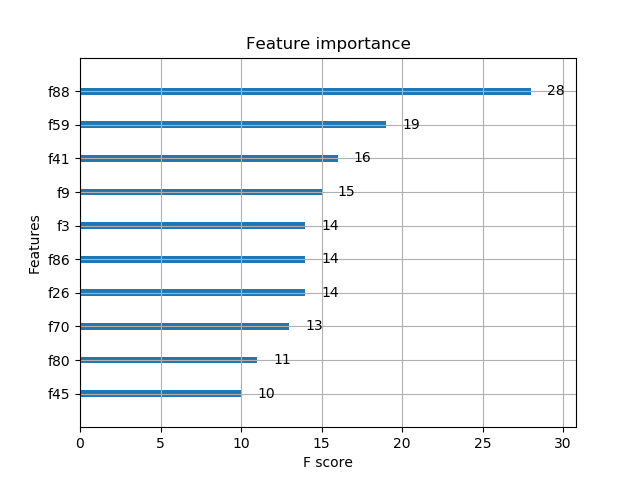 Feature importance
Features
f88 28
f59 19
f41 16
f9 15
f3 14
f86 14
f26 14
f70 13
f80 11
f45 10
0 5 10 15 20 25 30
F score